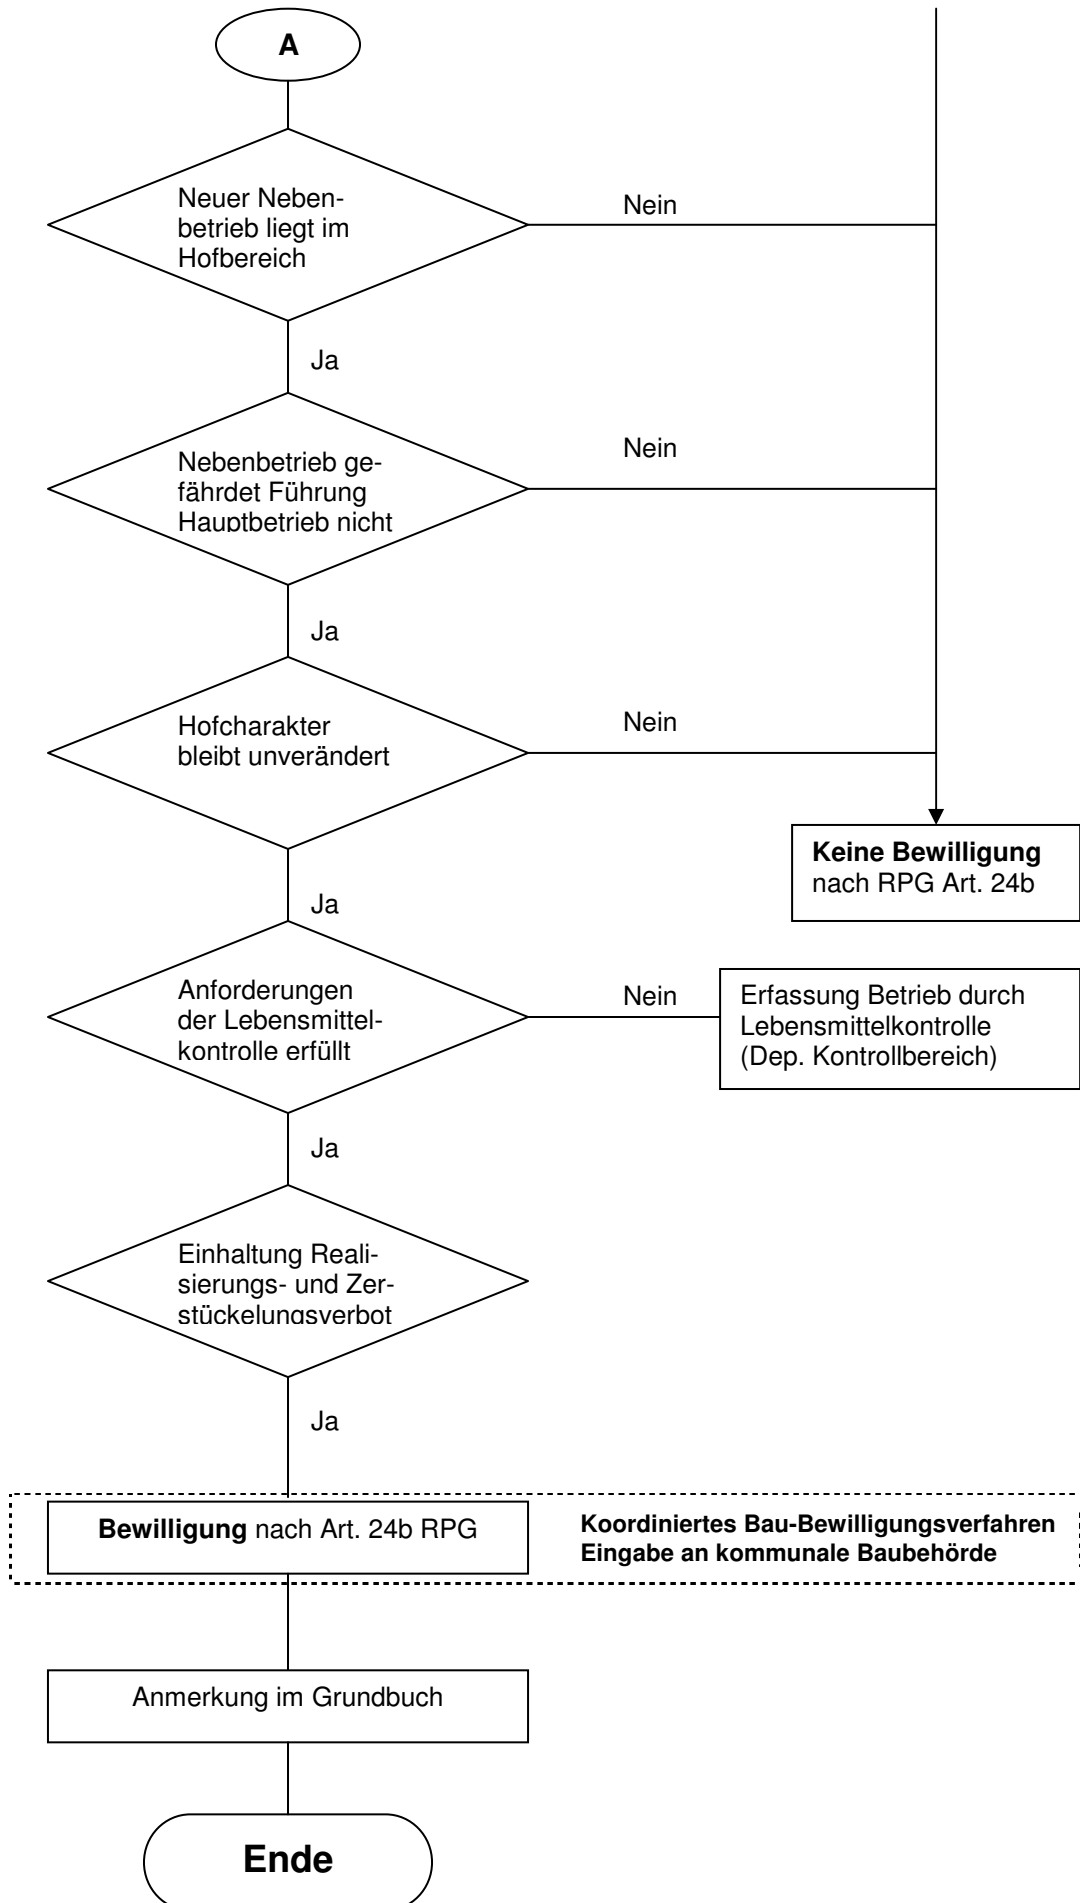 A
Neuer Neben-
betrieb liegt im
Hofbereich
Nein
Ja
Nebenbetrieb ge-
fährdet Führung
Hauptbetrieb nicht
Nein
Ja
Hofcharakter
bleibt unverändert
Nein
Keine Bewilligung
nach RPG Art. 24b
Ja
Anforderungen
der Lebensmittel-
kontrolle erfüllt
Nein
Erfassung Betrieb durch
Lebensmittelkontrolle
(Dep. Kontrollbereich)
Ja
Einhaltung Reali-
sierungs- und Zer-
stückelungsverbot
Ja
Bewilligung nach Art. 24b RPG
Koordiniertes Bau-Bewilligungsverfahren
Eingabe an kommunale Baubehörde
Anmerkung im Grundbuch
Ende